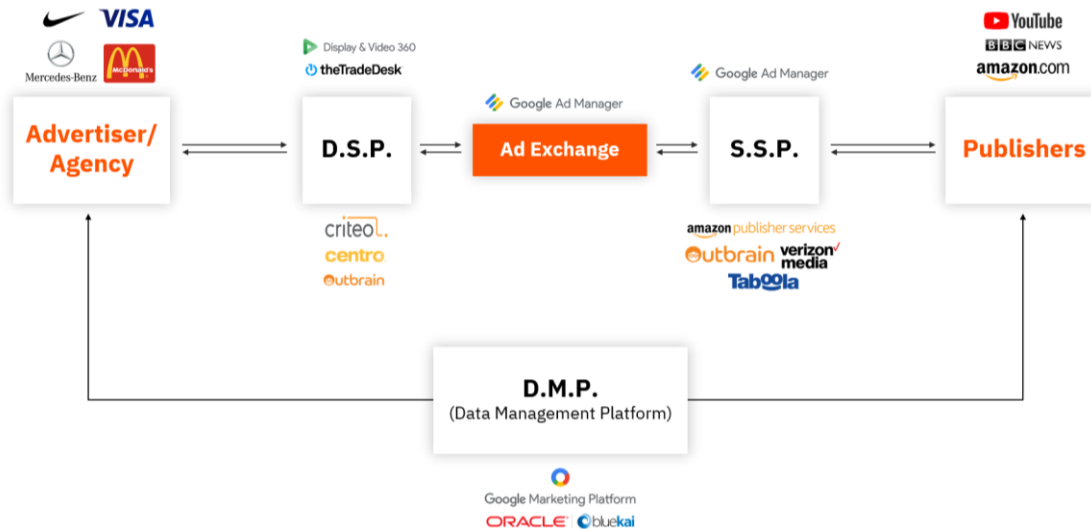 VISA
Mercedes-Benz
McDonald's
Display & Video 360
theTradeDesk
Google Ad Manager
Google Ad Manager
YouTube
BBC NEWS
amazon.com
Advertiser/
Agency
D.S.P.
Ad Exchange
S.S.P.
Publishers
criteo
centro
Outbrain
amazon publisher services
Outbrain
verizon
media
Taboola
D.M.P.
(Data Management Platform)
Google Marketing Platform
ORACLE
bluekai